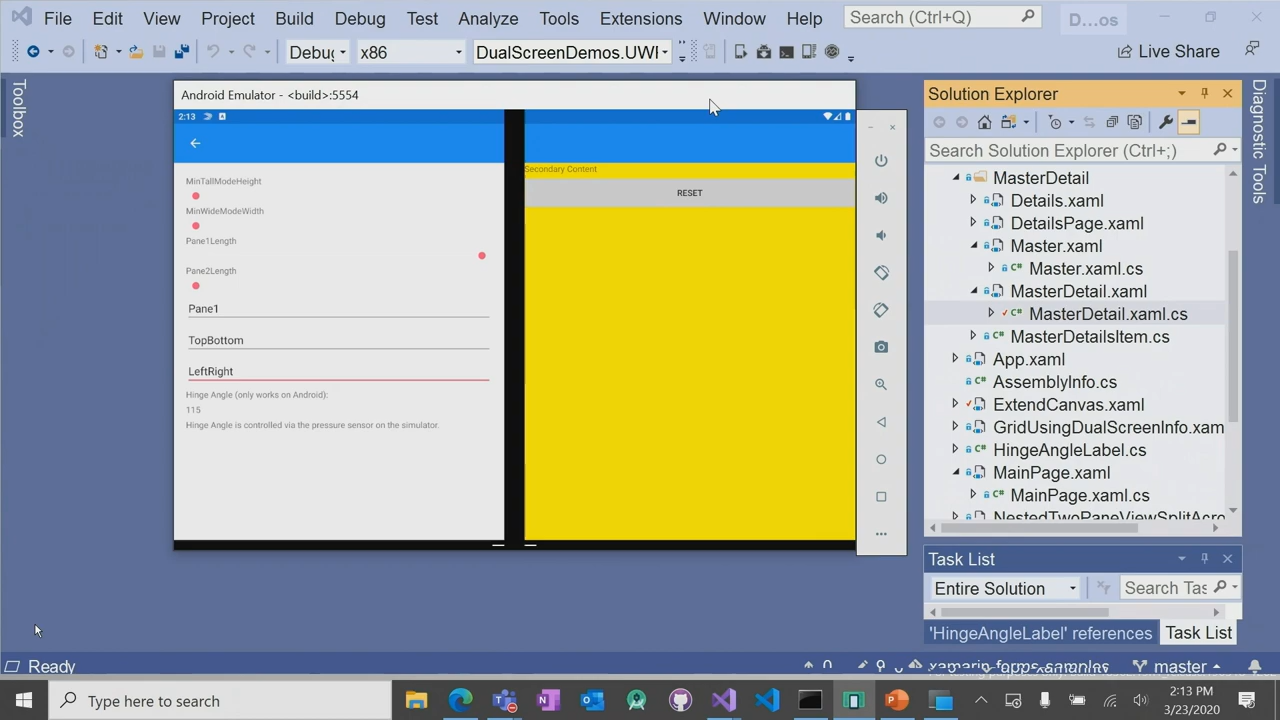 File Edit View Project Build Debug Test Analyze Tools Extensions Window Help Search (Ctrl+Q) D...os
Debu x86 DualScreenDemos.UWI Live Share
Toolbox
Android Emulator - <build>:5554
2:13
MinTallModeHeight
MinWideModeWidth
Pane1Length
Pane2Length
Pane1
TopBottom
LeftRight
Hinge Angle (only works on Android):
115
Hinge Angle is controlled via the pressure sensor on the simulator.
Secondary Content
RESET
Solution Explorer
Search Solution Explorer (Ctrl+;)
MasterDetail
Details.xaml
DetailsPage.xaml
Master.xaml
C# Master.xaml.cs
MasterDetail.xaml
C# MasterDetail.xaml.cs
C# MasterDetailsItem.cs
App.xaml
C# AssemblyInfo.cs
ExtendCanvas.xaml
GridUsingDualScreenInfo.xam
C# HingeAngleLabel.cs
MainPage.xaml
C# MainPage.xaml.cs
NestedTwoPaneViewSplitAcro
Diagnostic Tools
Task List
Entire Solution Search Tas
'HingeAngleLabel' references Task List
Ready 0 9 xamarin-forms-samples master
Type here to search
2:13 PM
3/23/2020